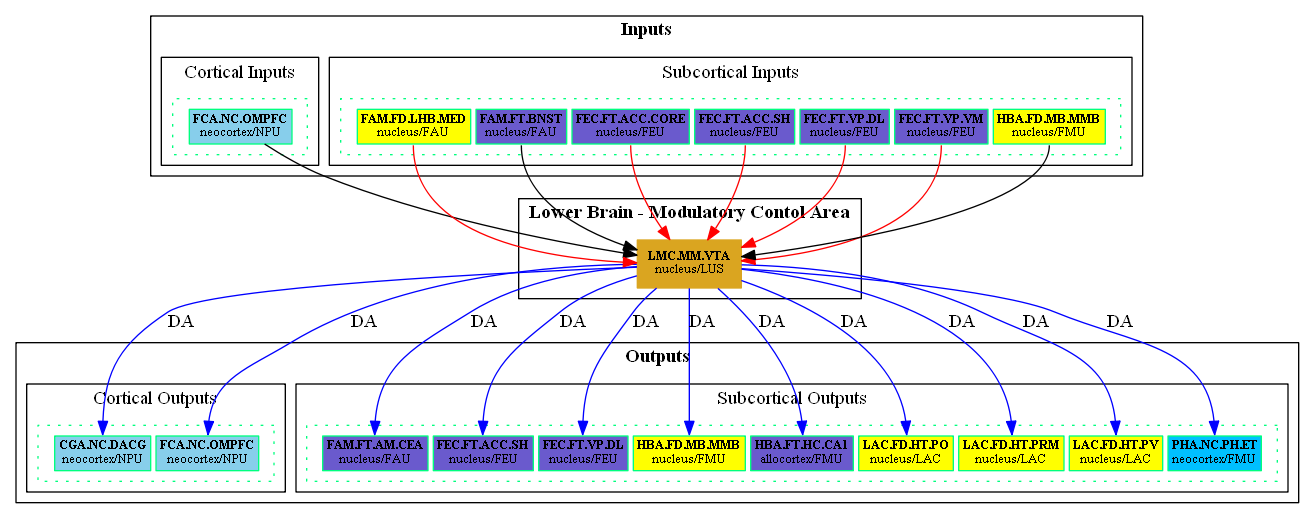 Inputs
Cortical Inputs
Subcortical Inputs
FCA.NC.OMPFC
neocortex/NPU
FAM.FD.LHB.MED
nucleus/FAU
FAM.FT.BNST
nucleus/FAU
FEC.FT.ACC.CORE
nucleus/FEU
FEC.FT.ACC.SH
nucleus/FEU
FEC.FT.VP.DL
nucleus/FEU
FEC.FT.VP.VM
nucleus/FEU
HBA.FD.MB.MMB
nucleus/FMU
Lower Brain - Modulatory Contol Area
LMC.MM.VTA
nucleus/LUS
DA
DA
DA
DA
DA
DA
DA
DA
DA
DA
DA
Outputs
Cortical Outputs
Subcortical Outputs
CGA.NC.DACG
neocortex/NPU
FCA.NC.OMPFC
neocortex/NPU
FAM.FT.AM.CEA
nucleus/FAU
FEC.FT.ACC.SH
nucleus/FEU
FEC.FT.VP.DL
nucleus/FEU
HBA.FD.MB.MMB
nucleus/FMU
HBA.FT.HC.CA1
allocortex/FMU
LAC.FD.HT.PO
nucleus/LAC
LAC.FD.HT.PRM
nucleus/LAC
LAC.FD.HT.PV
nucleus/LAC
PHA.NC.PH.ET
neocortex/FMU